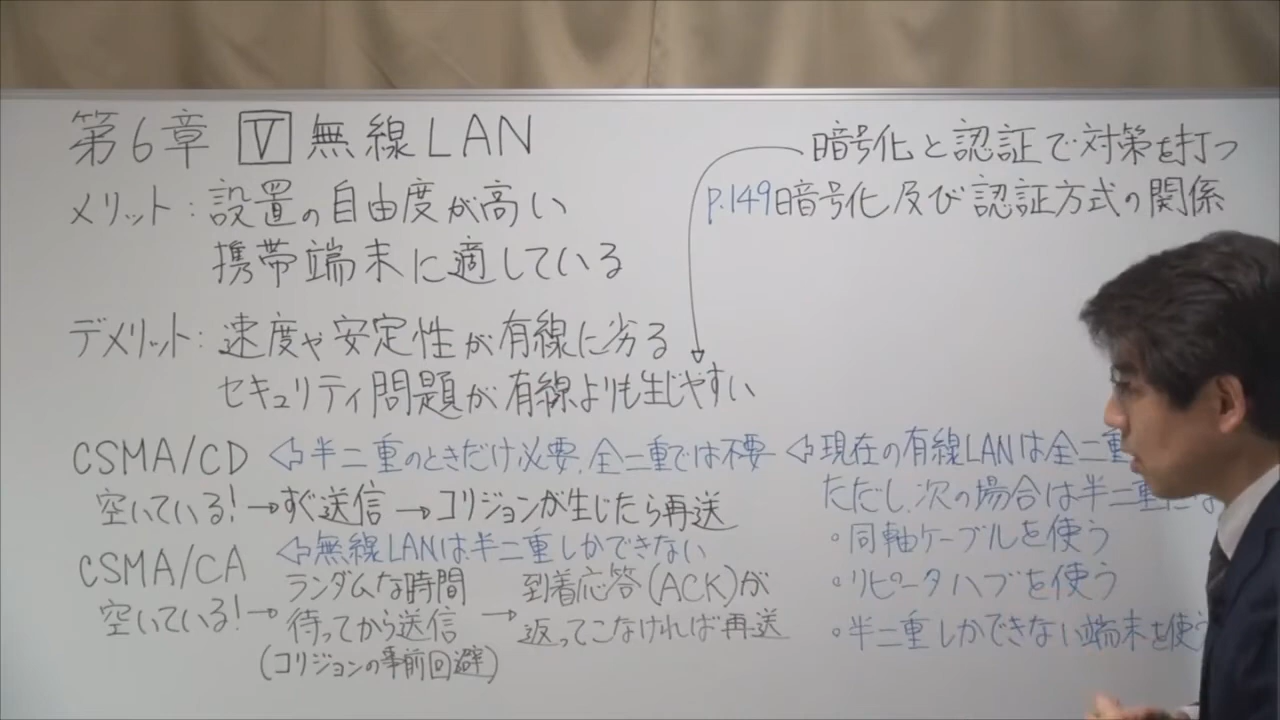 第6章 Ⅴ 無線LAN
メリット：設置の自由度が高い
携帯端末に適している
デメリット：速度や安定性が有線に劣る
セキュリティ問題が有線よりも生じやすい
暗号化と認証で対策を打つ
p.149暗号化及び認証方式の関係
CSMA/CD ⇦半二重のときだけ必要、全二重では不要 ⇦現在の有線LANは全二重
空いている!→すぐ送信→コリジョンが生じたら再送
ただし、次の場合は半二重にな
・同軸ケーブルを使う
・リピータハブを使う
・半二重しかできない端末を使う
CSMA/CA ⇦無線LANは半二重しかできない
空いている!→ランダムな時間
待ってから送信
(コリジョンの事前回避)
→到着応答(ACK)が
返ってこなければ再送